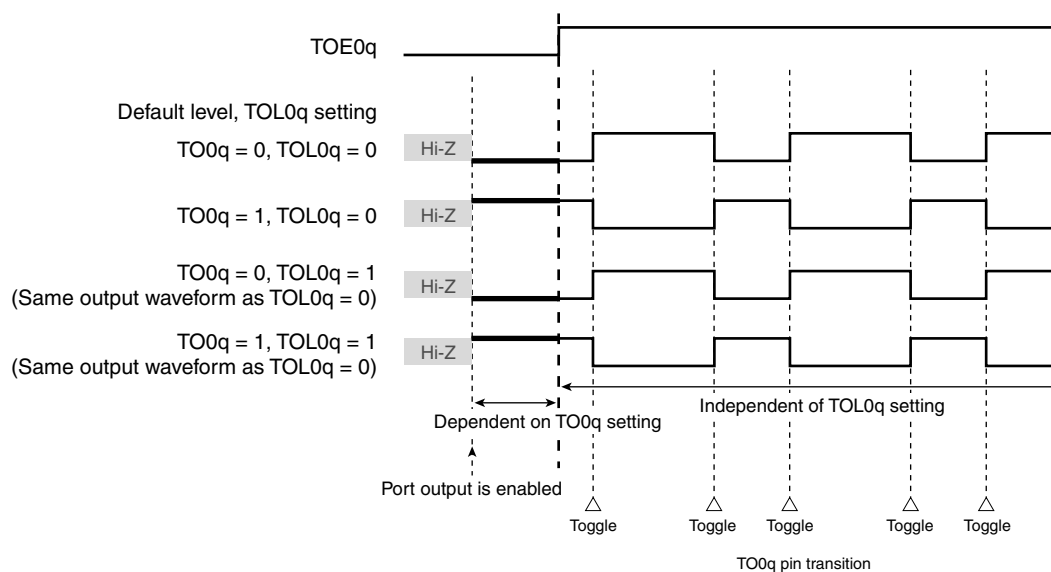 TOE0q
Default level, TOL0q setting
TO0q = 0, TOL0q = 0
Hi-Z
TO0q = 1, TOL0q = 0
Hi-Z
TO0q = 0, TOL0q = 1
(Same output waveform as TOL0q = 0)
Hi-Z
TO0q = 1, TOL0q = 1
(Same output waveform as TOL0q = 0)
Hi-Z
Independent of TOL0q setting
Dependent on TO0q setting
Port output is enabled
Toggle Toggle Toggle Toggle Toggle
TO0q pin transition